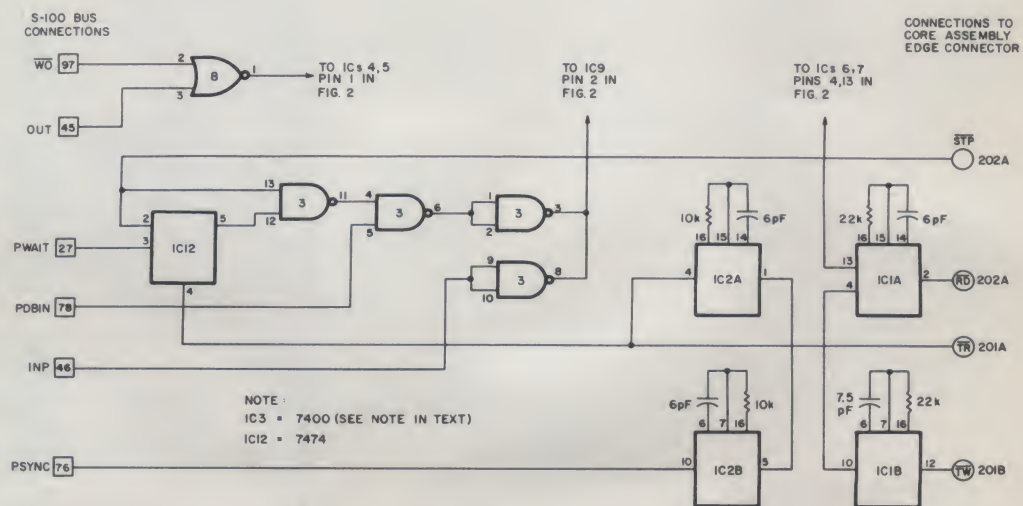 S-100 BUS
CONNECTIONS
WO 97
2
8
1
3
OUT 45
TO ICs 4,5
PIN 1 IN
FIG. 2
TO IC9
PIN 2 IN
FIG. 2
TO ICs 6,7
PINS 4,13 IN
FIG. 2
CONNECTIONS TO
CORE ASSEMBLY
EDGE CONNECTOR
STP
202A
13
3
11
12
4
3
6
5
1
3
3
2
2
5
3
IC12
4
PWAIT 27
PDBIN 78
9
3
8
10
INP 46
10k
6pF
16 15 14
4
IC2A
1
22k
6pF
16 15 14
13
4
IC1A
2
RD 202A
TR 201A
NOTE :
IC3 = 7400 (SEE NOTE IN TEXT)
IC12 = 7474
6pF
10k
6 7 16
10
IC2B
5
7.5
pF
22k
6 7 16
10
IC1B
12
TW 201B
PSYNC 76